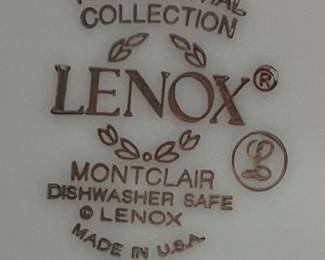 COLLECTION
LENOX®
L
MONTCLAIR
DISHWASHER SAFE
© LENOX
MADE IN U.S.A.